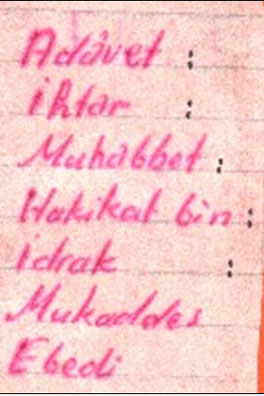 Adâvet :
ihtar :
Muhabbet :
Hakikat bin :
idrak :
Mukaddes
Ebedi